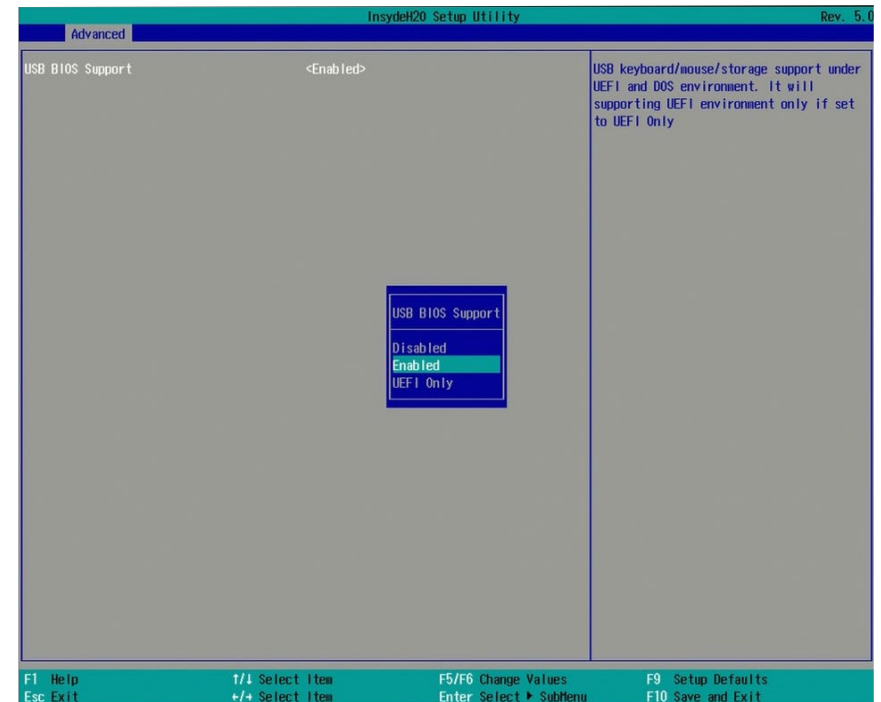 InsydeH2O Setup Utility Rev. 5.0
Advanced
USB BIOS Support <Enabled>
USB keyboard/mouse/storage support under
UEFI and DOS environment. It will
supporting UEFI environment only if set
to UEFI Only
USB BIOS Support
Disabled
Enabled
UEFI Only
F1 Help ↑/↓ Select Item F5/F6 Change Values F9 Setup Defaults
Esc Exit ←/→ Select Item Enter Select ▶ SubMenu F10 Save and Exit